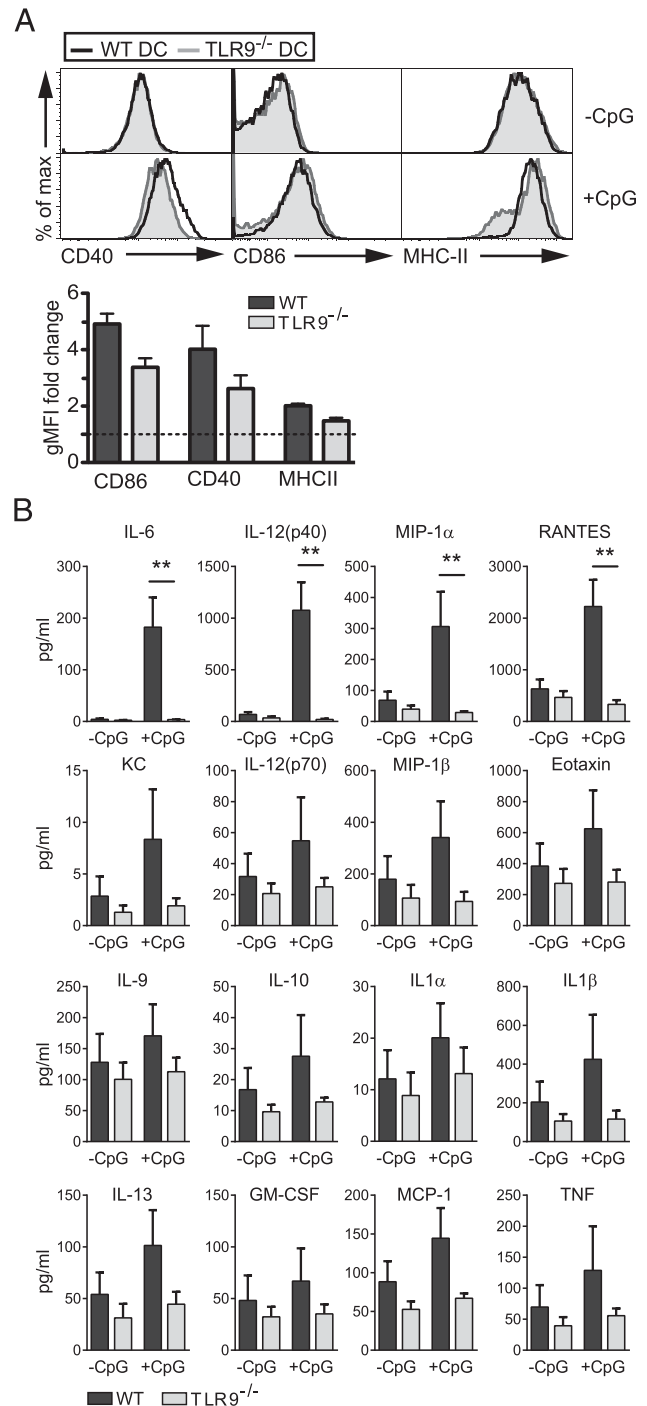 A
WT DC TLR9-/- DC
-CpG
+CpG
% of max
CD40 CD86 MHC-II
gMFI fold change
6
4
2
0
WT
TLR9-/-
CD86 CD40 MHCII
B
IL-6 IL-12(p40) MIP-1α RANTES
** ** ** **
pg/ml
300 1500 500 3000
400
200 1000 300 2000
100 500 200 1000
100
0 0 0 0
-CpG +CpG -CpG +CpG -CpG +CpG -CpG +CpG
KC IL-12(p70) MIP-1β Eotaxin
pg/ml
15 100 600 1000
80 800
10 60 400 600
5 40 200 400
20 200
0 0 0 0
-CpG +CpG -CpG +CpG -CpG +CpG -CpG +CpG
IL-9 IL-10 IL1α IL1β
pg/ml
250 50 30 800
200 40 600
150 30 20 400
100 20 10
50 10 200
0 0 0 0
-CpG +CpG -CpG +CpG -CpG +CpG -CpG +CpG
IL-13 GM-CSF MCP-1 TNF
pg/ml
150 150 200 250
200
100 100 150 150
50 50 100 100
50 50
0 0 0 0
-CpG +CpG -CpG +CpG -CpG +CpG -CpG +CpG
WT TLR9-/-